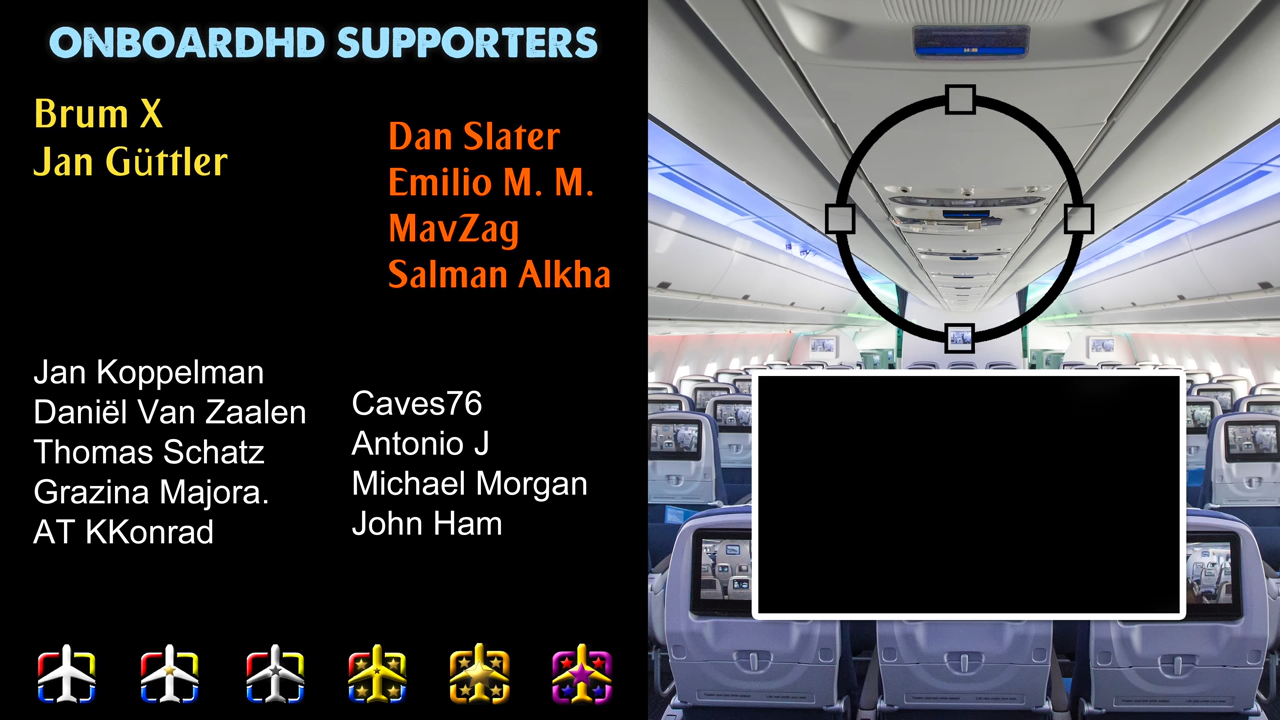 ONBOARDHD SUPPORTERS
Brum X
Jan Güttler
Dan Slater
Emilio M. M.
MavZag
Salman Alkha
Jan Koppelman
Daniël Van Zaalen
Thomas Schatz
Grazina Majora.
AT KKonrad
Caves76
Antonio J
Michael Morgan
John Ham